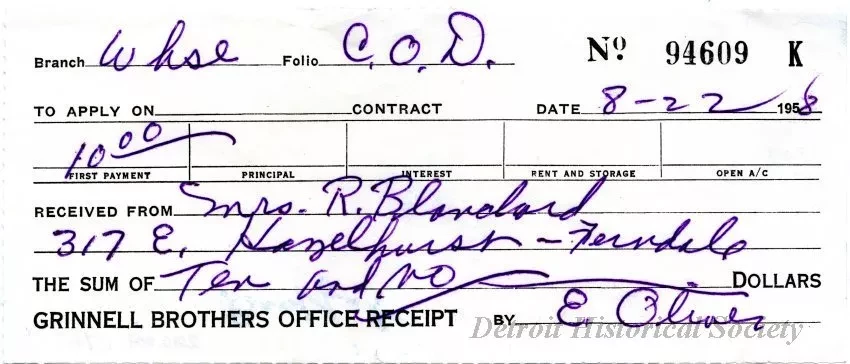 Branch Whse Folio C.O.D. Nº 94609 K
TO APPLY ON CONTRACT DATE 8-22 1958
10 00
FIRST PAYMENT PRINCIPAL INTEREST RENT AND STORAGE OPEN A/C
RECEIVED FROM Mrs. R. Blanchard
317 E. Hazelhurst - Ferndale
THE SUM OF Ten and no DOLLARS
GRINNELL BROTHERS OFFICE RECEIPT BY E. Oliver
Detroit Historical Society